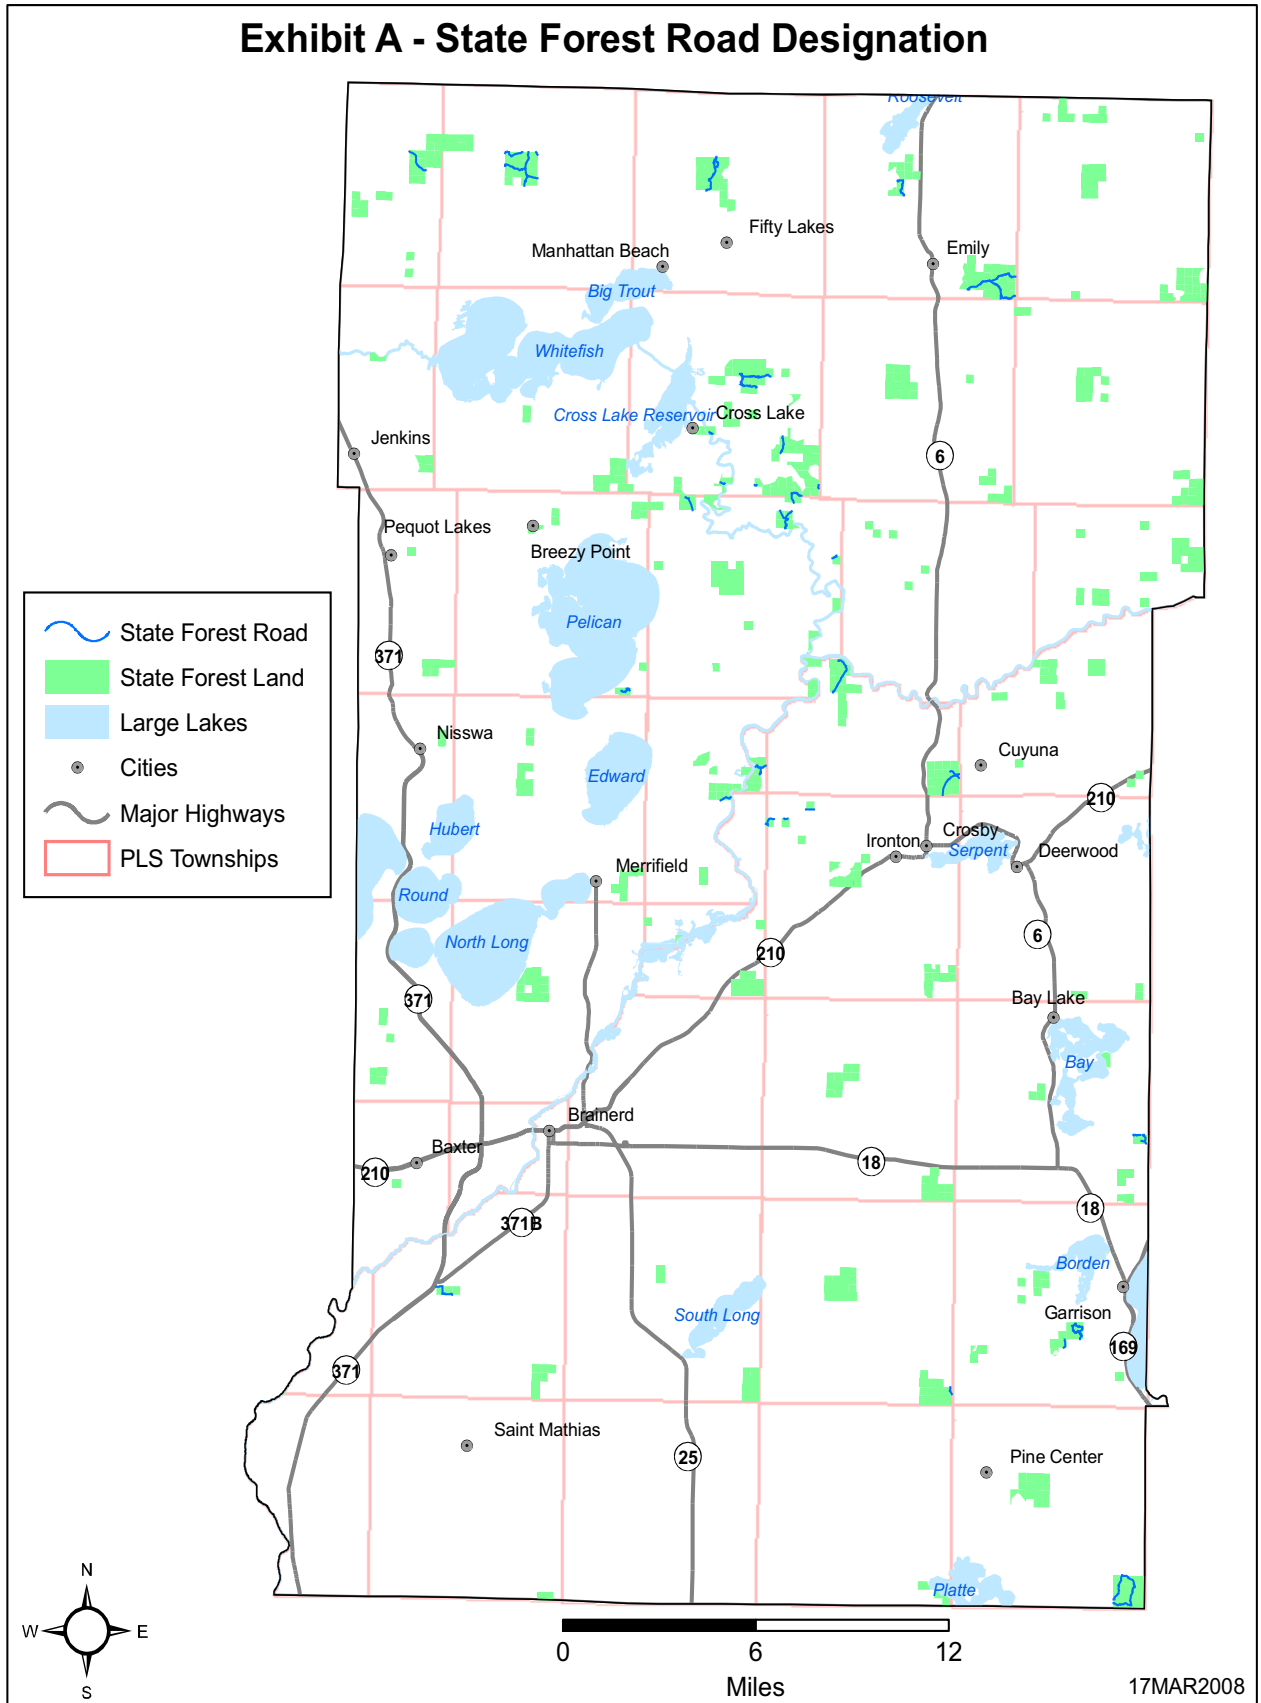 Exhibit A - State Forest Road Designation
Roosevelt
Fifty Lakes
Manhattan Beach
Emily
Big Trout
Whitefish
Cross Lake Reservoir
Cross Lake
Jenkins
6
Pequot Lakes
Breezy Point
Pelican
371
State Forest Road
State Forest Land
Large Lakes
Cities
Major Highways
PLS Townships
Nisswa
Cuyuna
Edward
210
Hubert
Ironton
Crosby
Serpent
Deerwood
Merrifield
Round
North Long
6
210
371
Bay Lake
Bay
Brainerd
Baxter
210
18
18
371B
Borden
South Long
Garrison
169
371
Saint Mathias
25
Pine Center
Platte
N
W
E
S
0
6
12
Miles
17MAR2008